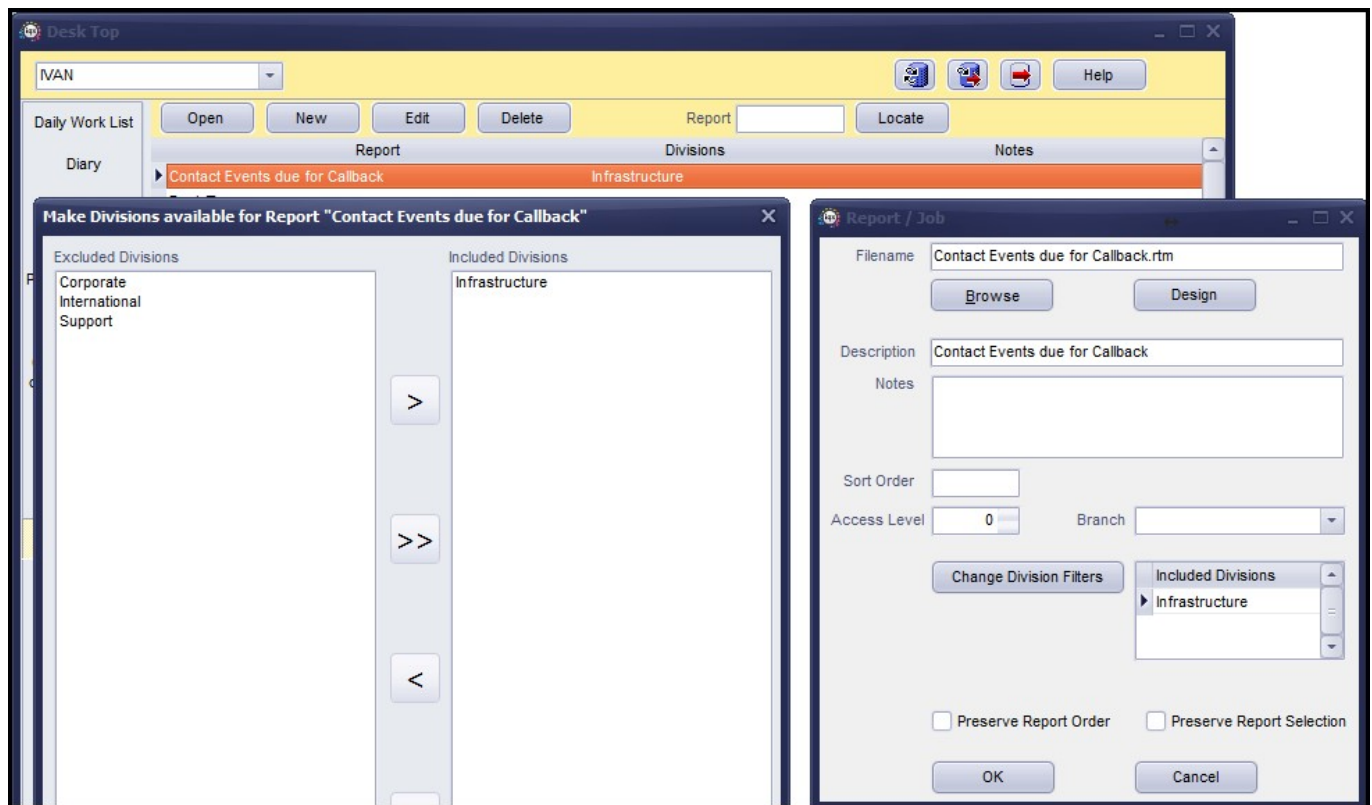 Desk Top
IVAN
Help
Daily Work List
Diary
Open New Edit Delete Report Locate
Report Divisions Notes
Contact Events due for Callback Infrastructure
Make Divisions available for Report "Contact Events due for Callback"
Excluded Divisions
Corporate
International
Support
>
>>
<
Included Divisions
Infrastructure
Report / Job
Filename Contact Events due for Callback.rtm
Browse Design
Description Contact Events due for Callback
Notes
Sort Order
Access Level 0 Branch
Change Division Filters
Included Divisions
Infrastructure
Preserve Report Order Preserve Report Selection
OK Cancel